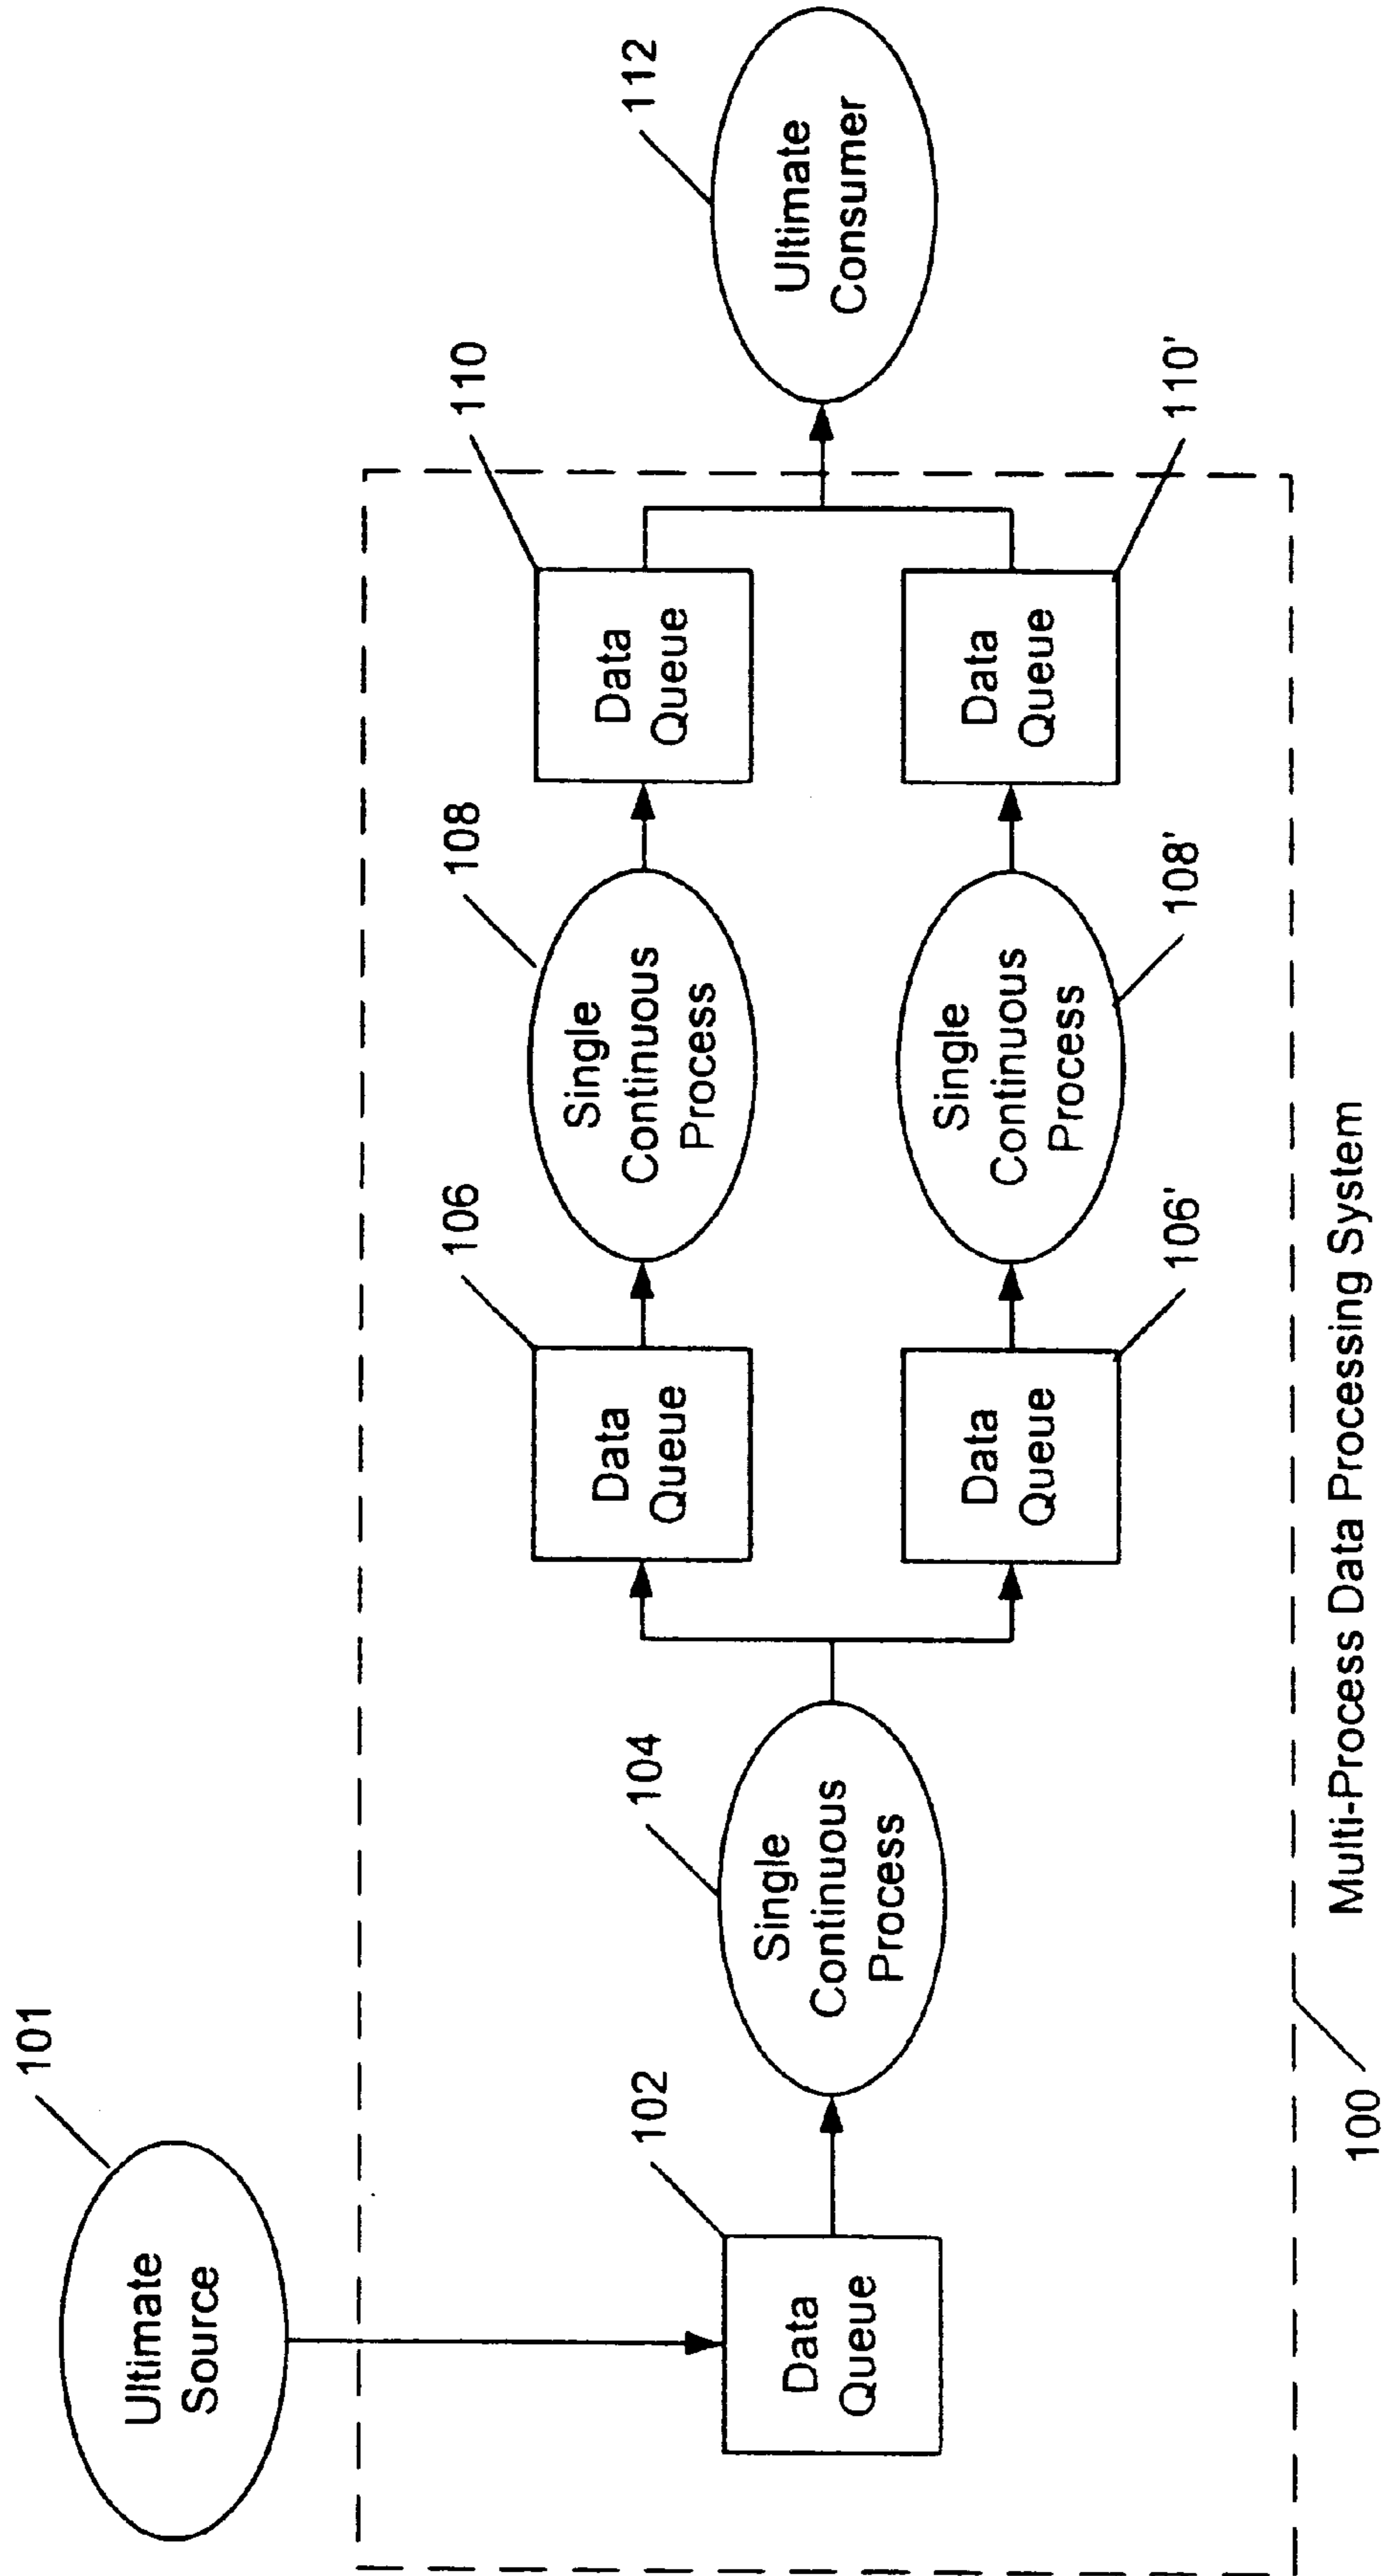 101
Ultimate
Source
102
Data
Queue
104
Single
Continuous
Process
106
Data
Queue
108
Single
Continuous
Process
110
Data
Queue
106'
Data
Queue
108'
Single
Continuous
Process
110'
Data
Queue
112
Ultimate
Consumer
100
Multi-Process Data Processing System